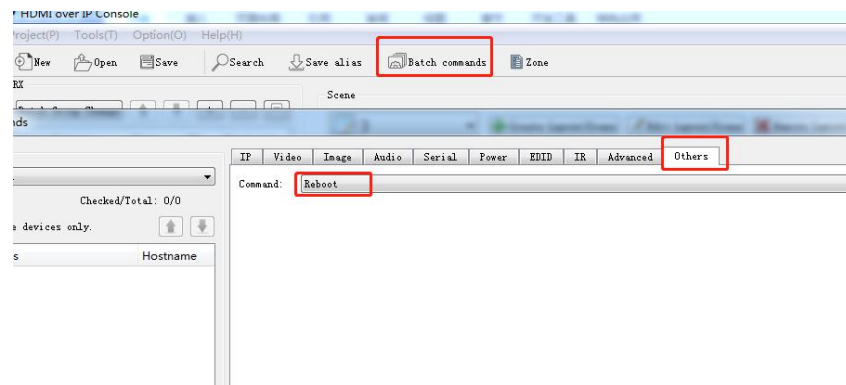 HDMI over IP Console
Project(P) Tools(T) Option(O) Help(H)
New Open Save Search Save alias Batch commands Zone
RX
Scene
nds
IP Video Image Audio Serial Power EDID IR Advanced Others
Command: Reboot
Checked/Total: 0/0
e devices only.
s Hostname